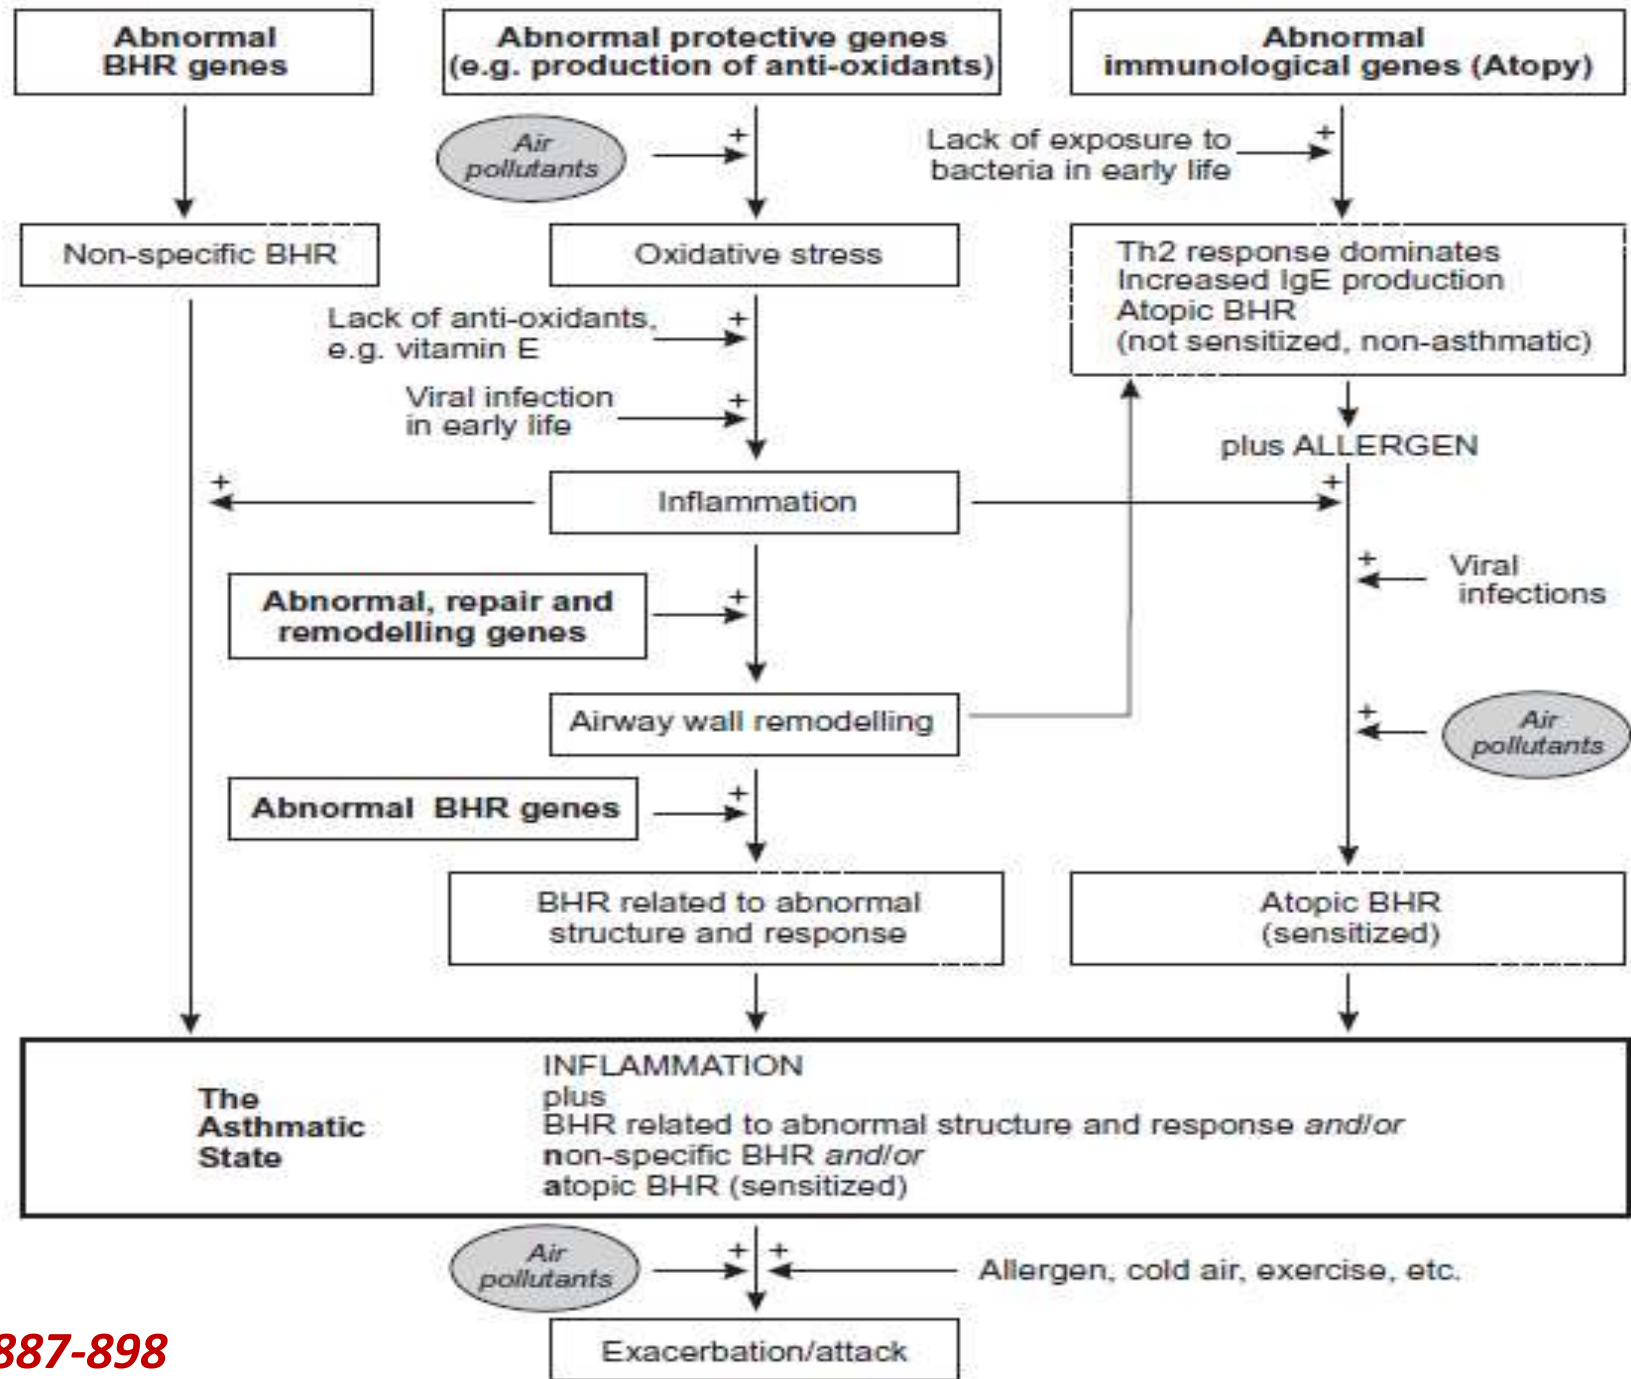 Abnormal
BHR genes
Abnormal protective genes
(e.g. production of anti-oxidants)
Abnormal
immunological genes (Atopy)
Air
pollutants
+
Lack of exposure to
bacteria in early life
+
Non-specific BHR
Oxidative stress
Th2 response dominates
Increased IgE production
Atopic BHR
(not sensitized, non-asthmatic)
Lack of anti-oxidants,
e.g. vitamin E
+
Viral infection
in early life
+
plus ALLERGEN
+
Inflammation
+
Abnormal, repair and
remodelling genes
+
+
Viral
infections
Airway wall remodelling
+
Air
pollutants
Abnormal BHR genes
+
BHR related to abnormal
structure and response
Atopic BHR
(sensitized)
The
Asthmatic
State
INFLAMMATION
plus
BHR related to abnormal structure and response and/or
non-specific BHR and/or
atopic BHR (sensitized)
Air
pollutants
+
+
Allergen, cold air, exercise, etc.
Exacerbation/attack
887-898